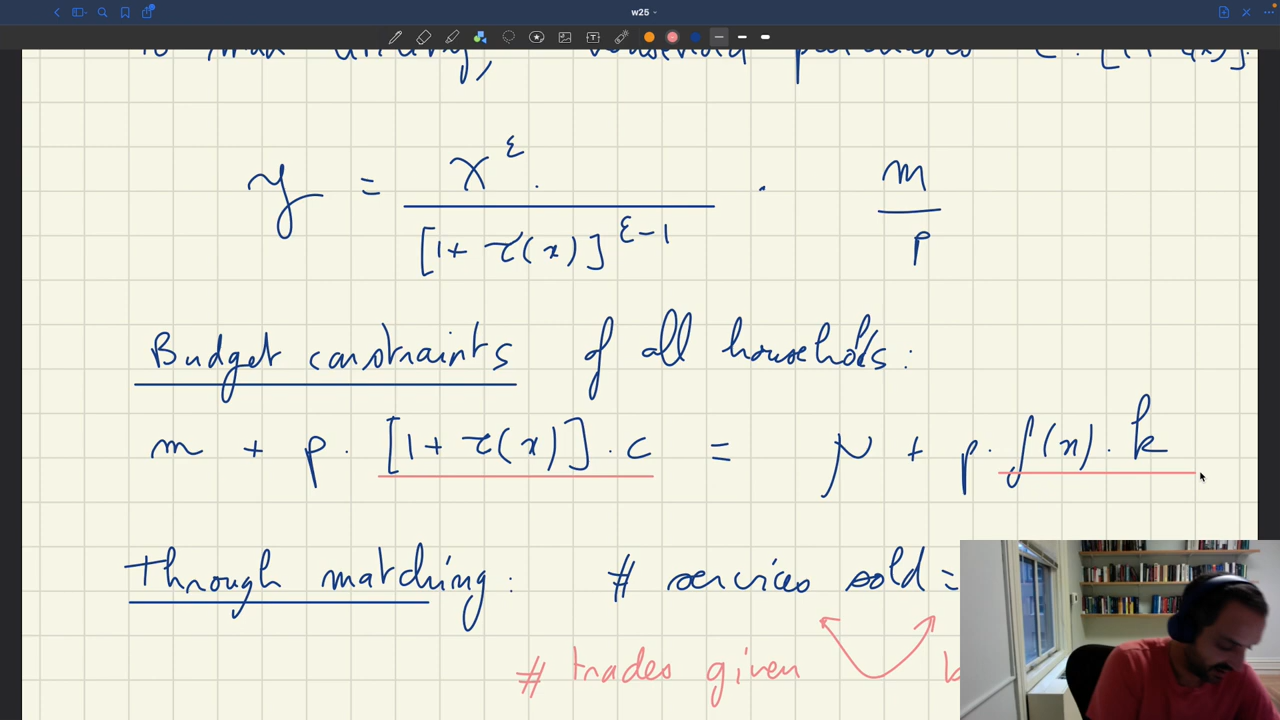 w25
y = x^ε / [1 + τ(x)]^(ε-1) · m/p
Budget constraints of all households:
m + p · [1 + τ(x)] · c = μ + p · f(x) · k
Through matching: # services sold =
# trades given